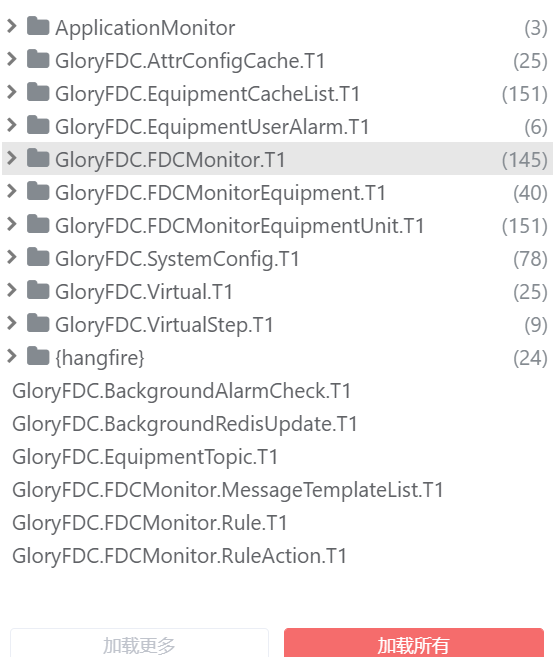 ApplicationMonitor (3)
GloryFDC.AttrConfigCache.T1 (25)
GloryFDC.EquipmentCacheList.T1 (151)
GloryFDC.EquipmentUserAlarm.T1 (6)
GloryFDC.FDCMonitor.T1 (145)
GloryFDC.FDCMonitorEquipment.T1 (40)
GloryFDC.FDCMonitorEquipmentUnit.T1 (151)
GloryFDC.SystemConfig.T1 (78)
GloryFDC.Virtual.T1 (25)
GloryFDC.VirtualStep.T1 (9)
{hangfire} (24)
GloryFDC.BackgroundAlarmCheck.T1
GloryFDC.BackgroundRedisUpdate.T1
GloryFDC.EquipmentTopic.T1
GloryFDC.FDCMonitor.MessageTemplateList.T1
GloryFDC.FDCMonitor.Rule.T1
GloryFDC.FDCMonitor.RuleAction.T1
加载更多 加载所有